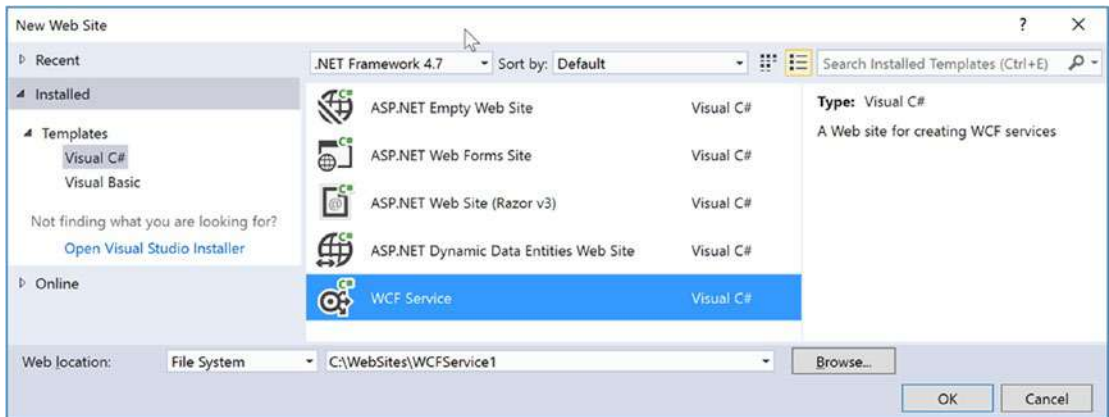 New Web Site
? ×
Recent
.NET Framework 4.7 Sort by: Default
Search Installed Templates (Ctrl+E)
Installed
Templates
Visual C#
Visual Basic
Not finding what you are looking for?
Open Visual Studio Installer
Online
ASP.NET Empty Web Site Visual C#
ASP.NET Web Forms Site Visual C#
ASP.NET Web Site (Razor v3) Visual C#
ASP.NET Dynamic Data Entities Web Site Visual C#
WCF Service Visual C#
Type: Visual C#
A Web site for creating WCF services
Web location: File System C:\WebSites\WCFService1 Browse...
OK Cancel